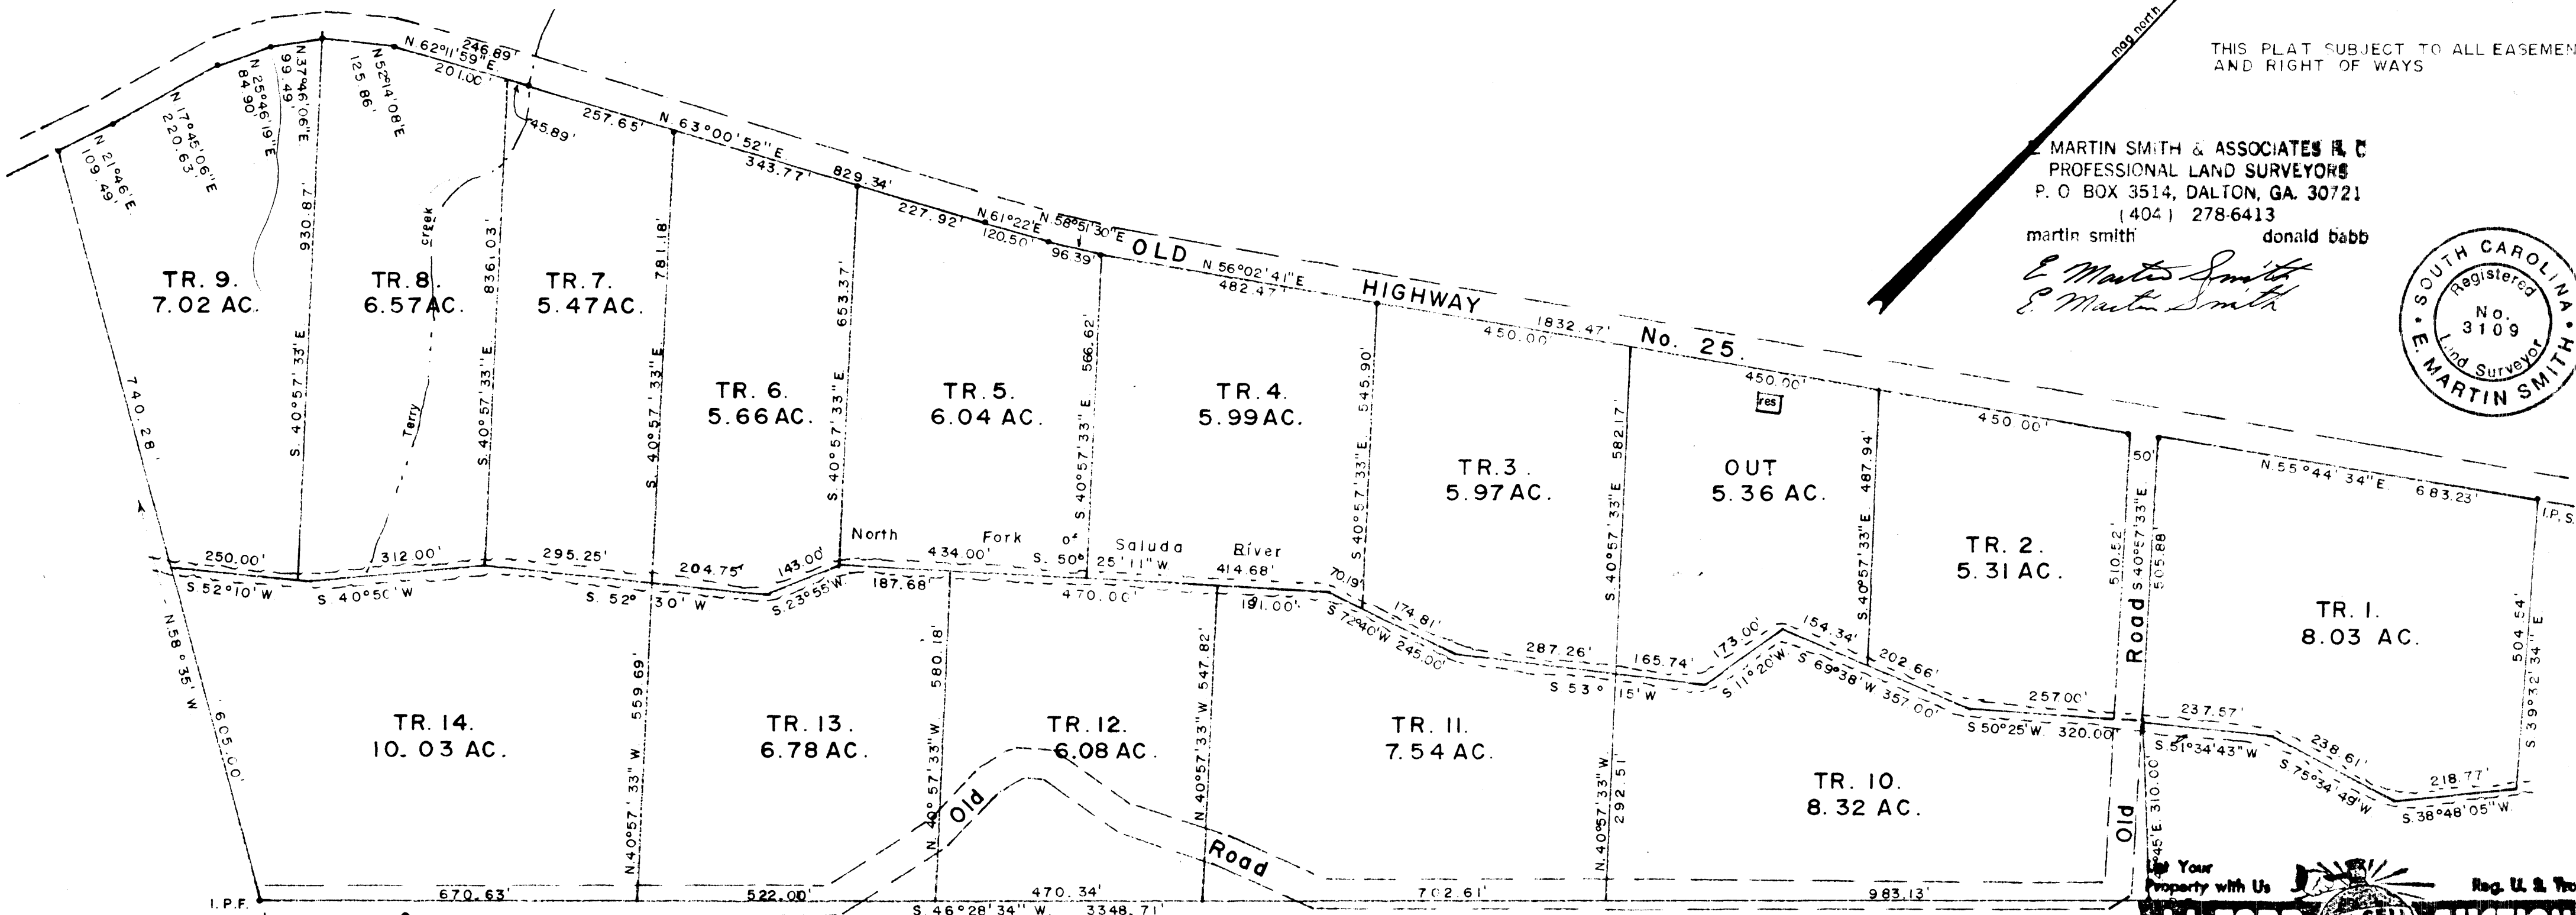 mag north
THIS PLAT SUBJECT TO ALL
AND RIGHT OF WAYS
E MARTIN SMITH & ASSOCIATES
PROFESSIONAL LAND SURVEYORS
P. O BOX 3514, DALTON, GA. 30721
(404) 278-6413
martin smith donald babb
E Martin Smith
E. Martin Smith
SOUTH CAROLINA
Registered
No.
3109
Land Surveyor
E. MARTIN SMITH
N. 21°46'E.
109.49'
N 17°45'06"E
220.63'
N 25°46'19"E
84.90'
N37°46'06"E
99.49'
N52°14'08"E
125.86'
N.62°11'59"E.
246.89'
201.00'
45.89'
257.65'
N. 63°00'52"E.
343.77'
829.34'
227.92'
N.61°22'E
120.50'
N.58°51'30"E
96.39'
OLD HIGHWAY No. 25.
N 56°02'41"E
482.47'
450.00'
1832.47'
450.00'
450.00'
50'
N.55°44'34"E. 683.23'
I.P.S.
TR. 9.
7.02 AC.
S. 40°57'33"E
930.87'
TR. 8.
6.57 AC.
Terry creek
S. 40°57'33"E
836.03'
TR. 7.
5.47 AC.
S. 40°57'33"E
781.18'
TR. 6.
5.66 AC.
S. 40°57'33"E
653.37'
TR. 5.
6.04 AC.
S. 40°57'33"E
566.62'
TR. 4.
5.99 AC.
S 40°57'33"E.
545.90'
TR. 3.
5.97 AC.
S.40°57'33"E
582.17'
res
OUT
5.36 AC.
S.40°57'33"E
487.94'
TR. 2.
5.31 AC.
510.52'
S 40°57'33"E.
505.88'
Road
TR. 1.
8.03 AC.
504.54'
S 39°32'34" E
740.28'
N.58°35'W
605.00'
250.00'
S.52°10'W
312.00'
S. 40°50'W
295.25'
S. 52°30'W
204.75'
143.00'
S.23°55'W
North Fork of Saluda River
434.00'
S. 50°25'11"W.
414.68'
187.68'
470.00'
191.00'
70.19'
174.81'
S 72°40'W 245.00'
287.26'
165.74'
S 53°15'W
173.00'
S 11°20'W.
154.34'
202.66'
S 69°38'W 357.00'
257.00'
S50°25'W. 320.00'
237.57'
S.51°34'43"W
238.61'
S.75°34'49"W.
218.77'
S.38°48'05"W.
TR. 14.
10.03 AC.
N.40°57'33"W
559.69'
TR. 13.
6.78 AC.
N. 40°57'33"W
580.18'
TR. 12.
6.08 AC.
N.40°57'33"W
547.82'
TR. 11.
7.54 AC.
N.40°57'33"W
292.51'
TR. 10.
8.32 AC.
Old
45'E. 310.00'
Old
Road
I.P.F.
670.63'
522.00'
470.34'
702.61'
983.13'
S.46°28'34" W. 3348.71'
List Your
Property with Us
Reg. U. S.